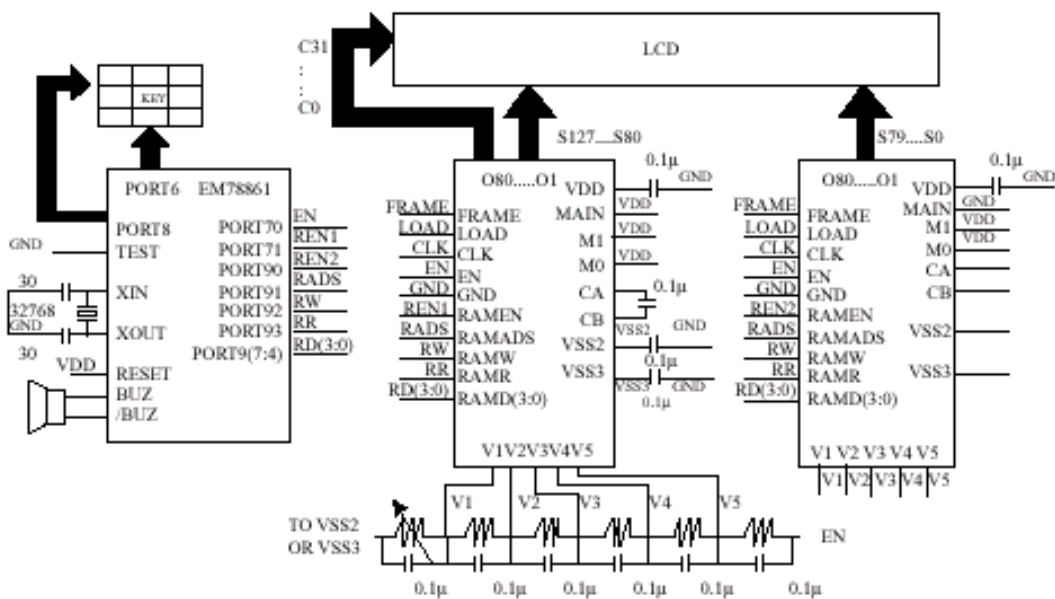 C31
:
:
C0
LCD
KEY
S127....S80
S79....S0
PORT6 EM78861
PORT8
TEST
XIN
XOUT
RESET
BUZ
/BUZ
PORT70
PORT71
PORT90
PORT91
PORT92
PORT93
PORT9(7:4)
GND
30
32768
GND
30
VDD
EN
REN1
REN2
RADS
RW
RR
RD(3:0)
FRAME
LOAD
CLK
EN
GND
REN1
RADS
RW
RR
RD(3:0)
O80.....O1
FRAME
LOAD
CLK
EN
GND
RAMEN
RAMADS
RAMW
RAMR
RAMD(3:0)
VDD
MAIN
M1
M0
CA
CB
VSS2
VSS3
V1 V2 V3 V4 V5
0.1μ
GND
VDD
VDD
VDD
0.1μ
VSS2
GND
0.1μ
VSS3
GND
0.1μ
FRAME
LOAD
CLK
EN
GND
REN2
RADS
RW
RR
RD(3:0)
O80.....O1
FRAME
LOAD
CLK
EN
GND
RAMEN
RAMADS
RAMW
RAMR
RAMD(3:0)
VDD
MAIN
M1
M0
CA
CB
VSS2
VSS3
V1 V2 V3 V4 V5
V1 V2 V3 V4 V5
0.1μ
GND
GND
VDD
VDD
V1 V2 V3 V4 V5
TO VSS2
OR VSS3
EN
0.1μ 0.1μ 0.1μ 0.1μ 0.1μ 0.1μ